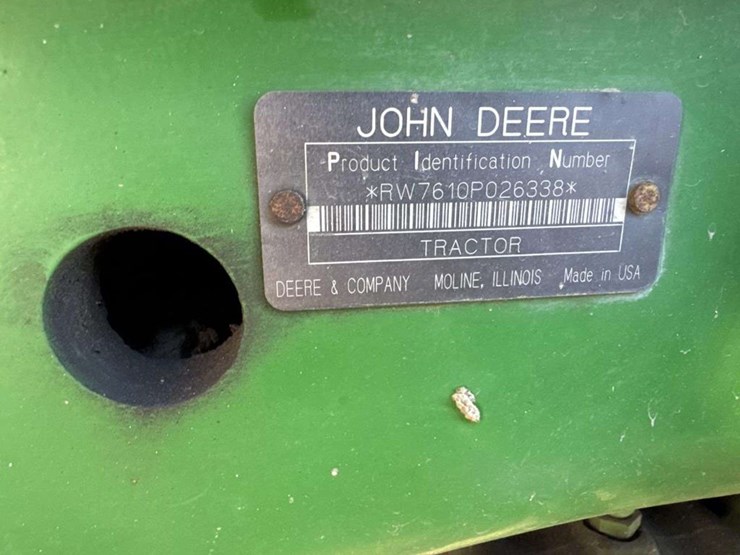 JOHN DEERE
Product Identification Number
*RW7610P026338*
TRACTOR
DEERE & COMPANY MOLINE, ILLINOIS Made in USA